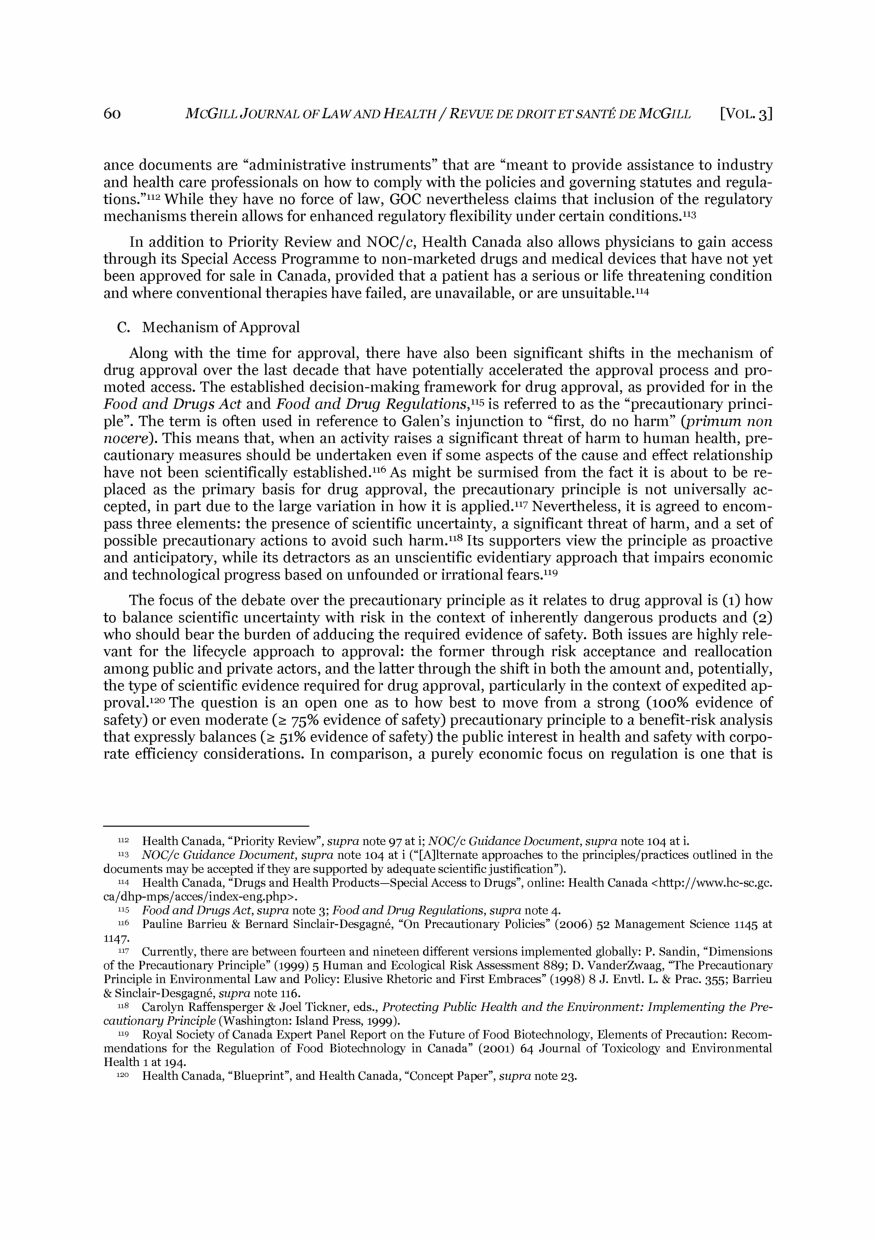 60 MCGILL JOURNAL OF LAW AND HEALTH / REVUE DE DROIT ET SANTÉ DE MCGILL [VOL. 3]
ance documents are “administrative instruments” that are “meant to provide assistance to industry
and health care professionals on how to comply with the policies and governing statutes and regula-
tions.”112 While they have no force of law, GOC nevertheless claims that inclusion of the regulatory
mechanisms therein allows for enhanced regulatory flexibility under certain conditions.113
In addition to Priority Review and NOC/c, Health Canada also allows physicians to gain access
through its Special Access Programme to non-marketed drugs and medical devices that have not yet
been approved for sale in Canada, provided that a patient has a serious or life threatening condition
and where conventional therapies have failed, are unavailable, or are unsuitable.114
C. Mechanism of Approval
Along with the time for approval, there have also been significant shifts in the mechanism of
drug approval over the last decade that have potentially accelerated the approval process and pro-
moted access. The established decision-making framework for drug approval, as provided for in the
Food and Drugs Act and Food and Drug Regulations,115 is referred to as the “precautionary princi-
ple”. The term is often used in reference to Galen’s injunction to “first, do no harm” (primum non
nocere). This means that, when an activity raises a significant threat of harm to human health, pre-
cautionary measures should be undertaken even if some aspects of the cause and effect relationship
have not been scientifically established.116 As might be surmised from the fact it is about to be re-
placed as the primary basis for drug approval, the precautionary principle is not universally ac-
cepted, in part due to the large variation in how it is applied.117 Nevertheless, it is agreed to encom-
pass three elements: the presence of scientific uncertainty, a significant threat of harm, and a set of
possible precautionary actions to avoid such harm.118 Its supporters view the principle as proactive
and anticipatory, while its detractors as an unscientific evidentiary approach that impairs economic
and technological progress based on unfounded or irrational fears.119
The focus of the debate over the precautionary principle as it relates to drug approval is (1) how
to balance scientific uncertainty with risk in the context of inherently dangerous products and (2)
who should bear the burden of adducing the required evidence of safety. Both issues are highly rele-
vant for the lifecycle approach to approval: the former through risk acceptance and reallocation
among public and private actors, and the latter through the shift in both the amount and, potentially,
the type of scientific evidence required for drug approval, particularly in the context of expedited ap-
proval.120 The question is an open one as to how best to move from a strong (100% evidence of
safety) or even moderate (≥ 75% evidence of safety) precautionary principle to a benefit-risk analysis
that expressly balances (≥ 51% evidence of safety) the public interest in health and safety with corpo-
rate efficiency considerations. In comparison, a purely economic focus on regulation is one that is
112 Health Canada, “Priority Review”, supra note 97 at i; NOC/c Guidance Document, supra note 104 at i.
113 NOC/c Guidance Document, supra note 104 at i (“[A]lternate approaches to the principles/practices outlined in the
documents may be accepted if they are supported by adequate scientific justification”).
114 Health Canada, “Drugs and Health Products—Special Access to Drugs”, online: Health Canada <http://www.hc-sc.gc.
ca/dhp-mps/acces/index-eng.php>.
115 Food and Drugs Act, supra note 3; Food and Drug Regulations, supra note 4.
116 Pauline Barrieu & Bernard Sinclair-Desgagné, “On Precautionary Policies” (2006) 52 Management Science 1145 at
1147.
117 Currently, there are between fourteen and nineteen different versions implemented globally: P. Sandin, “Dimensions
of the Precautionary Principle” (1999) 5 Human and Ecological Risk Assessment 889; D. VanderZwaag, “The Precautionary
Principle in Environmental Law and Policy: Elusive Rhetoric and First Embraces” (1998) 8 J. Envtl. L. & Prac. 355; Barrieu
& Sinclair-Desgagné, supra note 116.
118 Carolyn Raffensperger & Joel Tickner, eds., Protecting Public Health and the Environment: Implementing the Pre-
cautionary Principle (Washington: Island Press, 1999).
119 Royal Society of Canada Expert Panel Report on the Future of Food Biotechnology, Elements of Precaution: Recom-
mendations for the Regulation of Food Biotechnology in Canada” (2001) 64 Journal of Toxicology and Environmental
Health 1 at 194.
120 Health Canada, “Blueprint”, and Health Canada, “Concept Paper”, supra note 23.